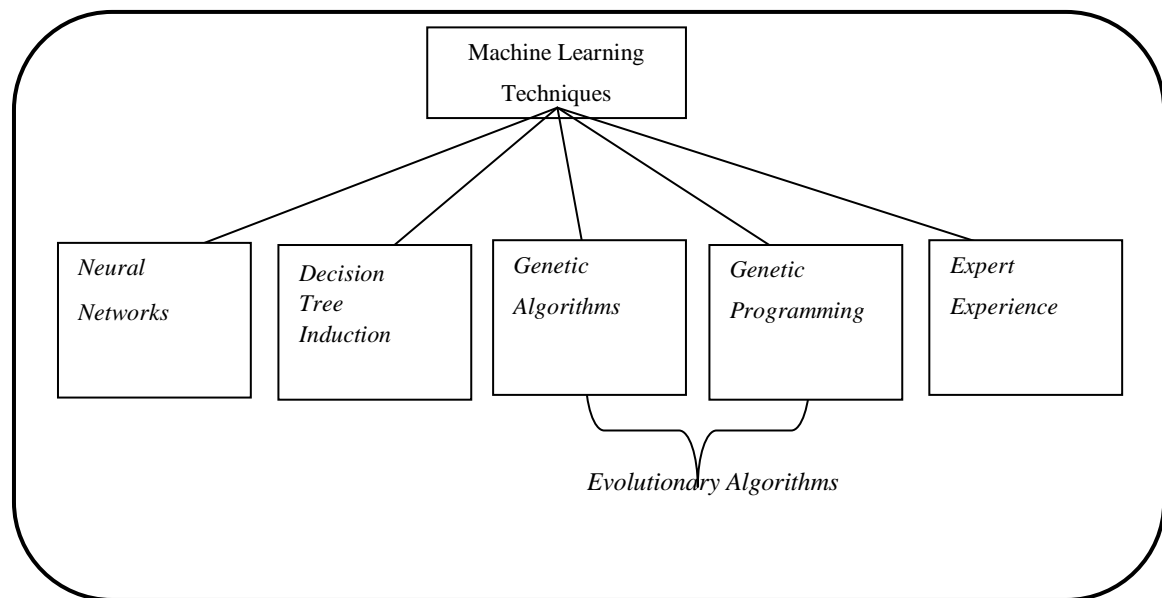 Machine Learning
Techniques
Neural
Networks
Decision
Tree
Induction
Genetic
Algorithms
Genetic
Programming
Expert
Experience
Evolutionary Algorithms